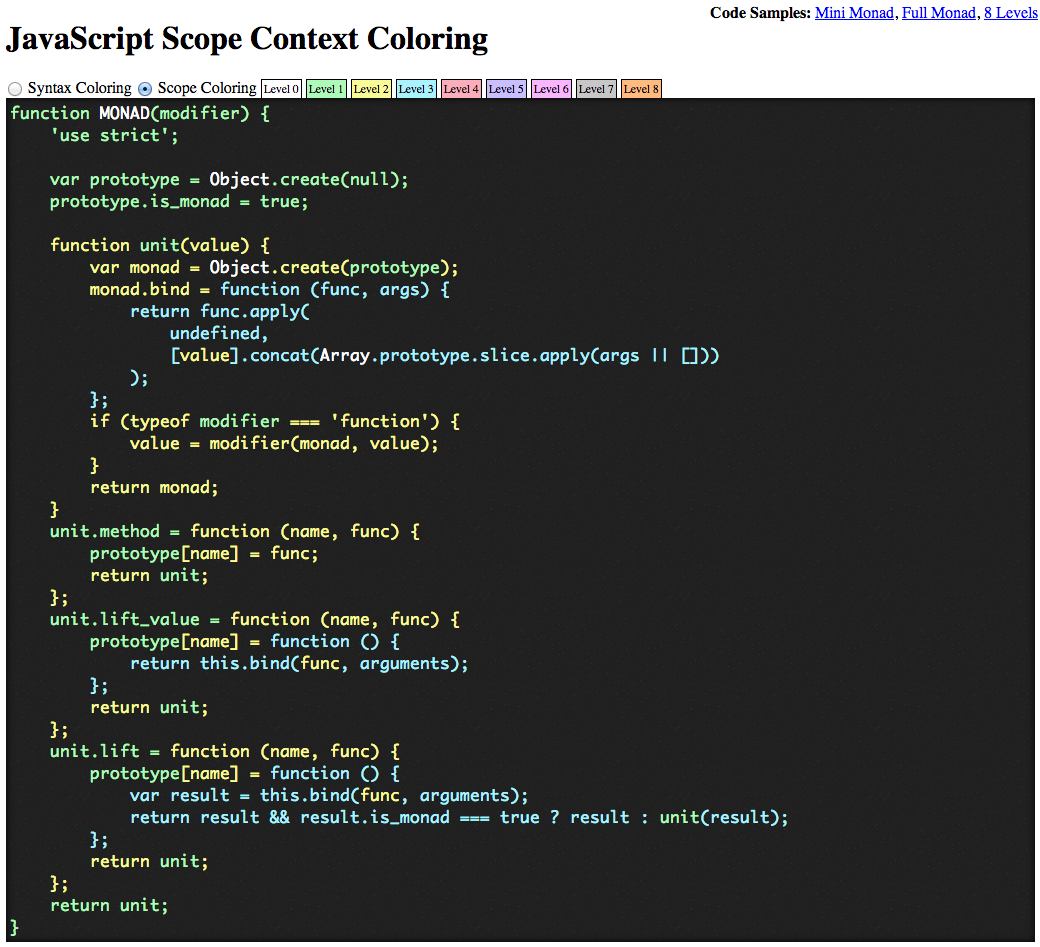 Code Samples: Mini Monad, Full Monad, 8 Levels
JavaScript Scope Context Coloring
Syntax Coloring Scope Coloring Level 0 Level 1 Level 2 Level 3 Level 4 Level 5 Level 6 Level 7 Level 8
function MONAD(modifier) {
    'use strict';

    var prototype = Object.create(null);
    prototype.is_monad = true;

    function unit(value) {
        var monad = Object.create(prototype);
        monad.bind = function (func, args) {
            return func.apply(
                undefined,
                [value].concat(Array.prototype.slice.apply(args || []))
            );
        };
        if (typeof modifier === 'function') {
            value = modifier(monad, value);
        }
        return monad;
    }
    unit.method = function (name, func) {
        prototype[name] = func;
        return unit;
    };
    unit.lift_value = function (name, func) {
        prototype[name] = function () {
            return this.bind(func, arguments);
        };
        return unit;
    };
    unit.lift = function (name, func) {
        prototype[name] = function () {
            var result = this.bind(func, arguments);
            return result && result.is_monad === true ? result : unit(result);
        };
        return unit;
    };
    return unit;
}